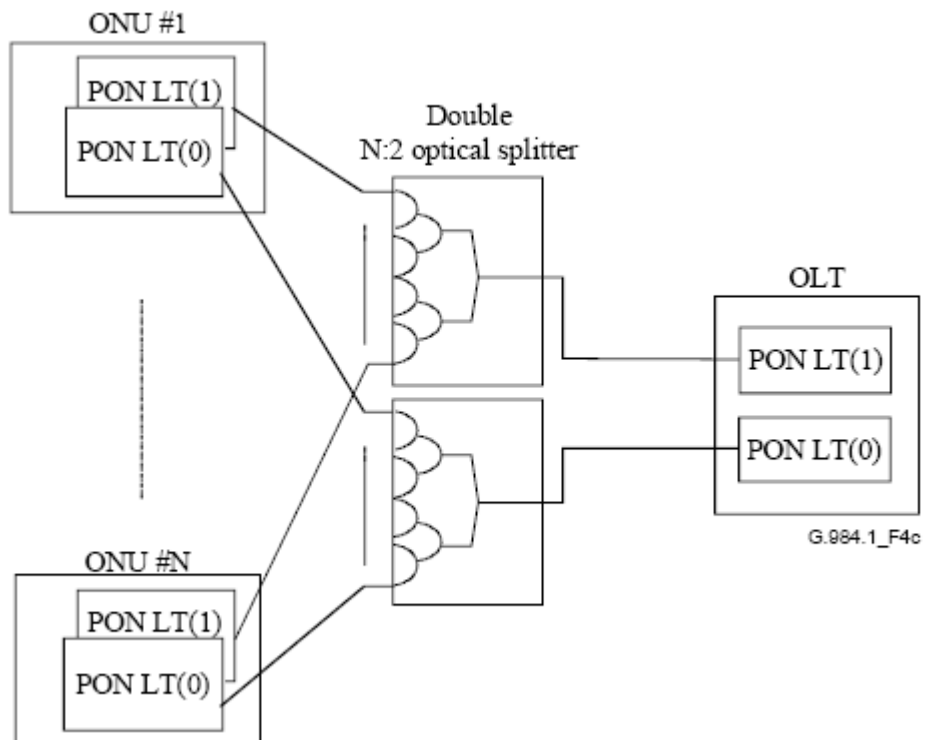 ONU #1
PON LT(1)
PON LT(0)
Double
N:2 optical splitter
OLT
PON LT(1)
PON LT(0)
G.984.1_F4c
ONU #N
PON LT(1)
PON LT(0)